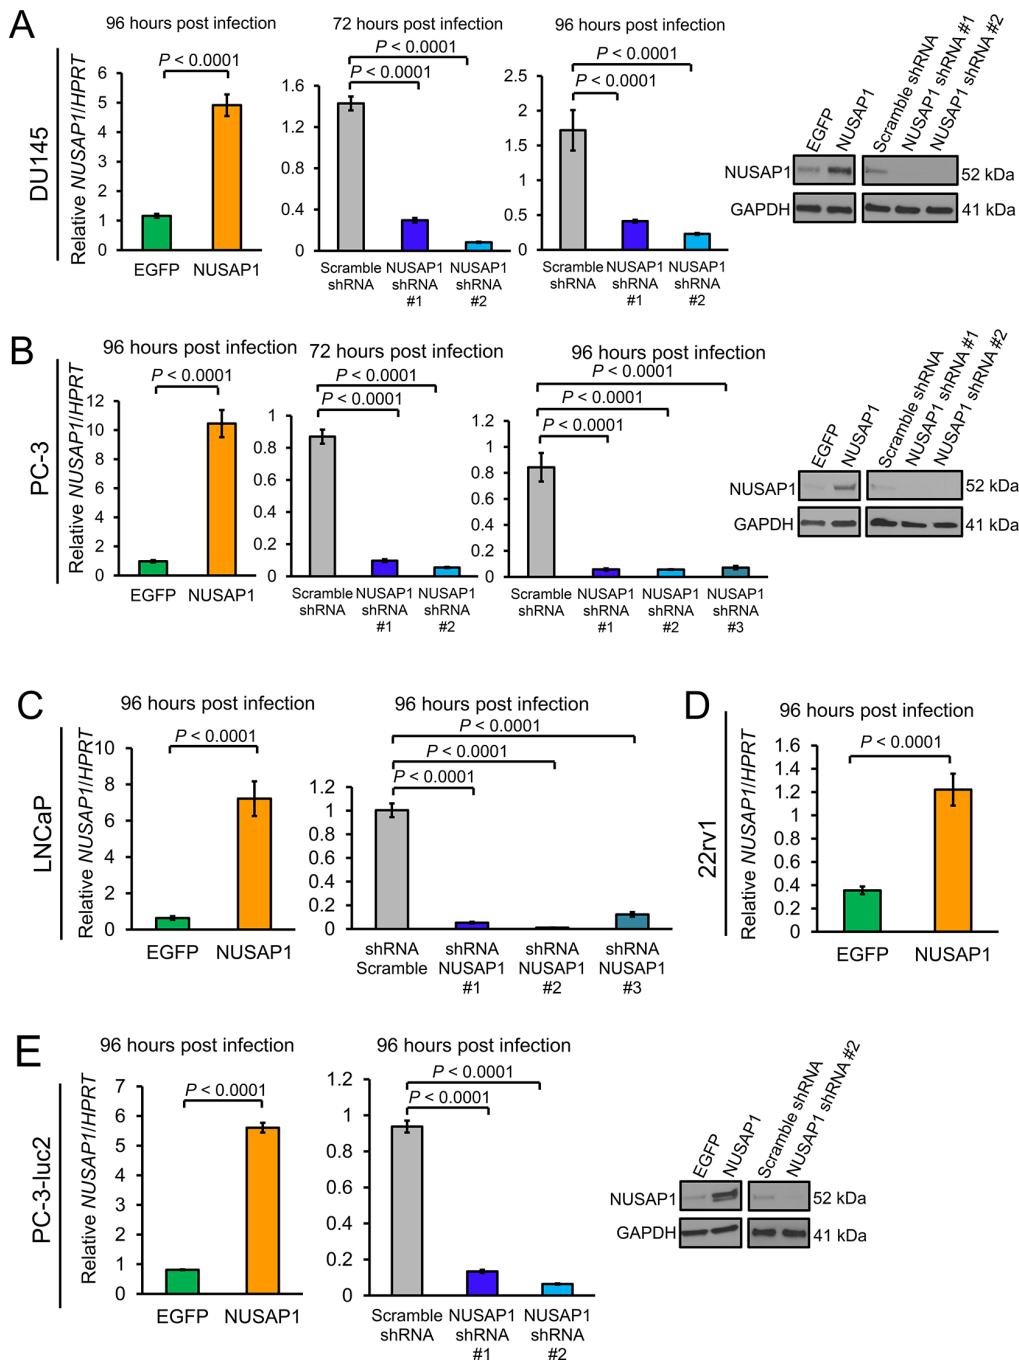 A
DU145
96 hours post infection
P < 0.0001
Relative NUSAP1/HPRT
6
5
4
3
2
1
0
EGFP NUSAP1
72 hours post infection
P < 0.0001
P < 0.0001
1.6
1.2
0.8
0.4
0
Scramble NUSAP1 NUSAP1
shRNA shRNA shRNA
#1 #2
96 hours post infection
P < 0.0001
P < 0.0001
2.5
2
1.5
1
0.5
0
Scramble NUSAP1 NUSAP1
shRNA shRNA shRNA
#1 #2
EGFP
NUSAP1
Scramble shRNA
NUSAP1 shRNA #1
NUSAP1 shRNA #2
NUSAP1 52 kDa
GAPDH 41 kDa
B
PC-3
96 hours post infection
P < 0.0001
Relative NUSAP1/HPRT
12
10
8
6
4
2
0
EGFP NUSAP1
72 hours post infection
P < 0.0001
P < 0.0001
1
0.8
0.6
0.4
0.2
0
Scramble NUSAP1 NUSAP1
shRNA shRNA shRNA
#1 #2
96 hours post infection
P < 0.0001
P < 0.0001
P < 0.0001
1.2
1
0.8
0.6
0.4
0.2
0
Scramble NUSAP1 NUSAP1 NUSAP1
shRNA shRNA shRNA shRNA
#1 #2 #3
EGFP
NUSAP1
Scramble shRNA
NUSAP1 shRNA #1
NUSAP1 shRNA #2
NUSAP1 52 kDa
GAPDH 41 kDa
C
LNCaP
96 hours post infection
P < 0.0001
Relative NUSAP1/HPRT
10
8
6
4
2
0
EGFP NUSAP1
96 hours post infection
P < 0.0001
P < 0.0001
P < 0.0001
1.2
1
0.8
0.6
0.4
0.2
0
shRNA shRNA shRNA shRNA
Scramble NUSAP1 NUSAP1 NUSAP1
#1 #2 #3
D
22rv1
96 hours post infection
P < 0.0001
Relative NUSAP1/HPRT
1.6
1.4
1.2
1
0.8
0.6
0.4
0.2
0
EGFP NUSAP1
E
PC-3-luc2
96 hours post infection
P < 0.0001
Relative NUSAP1/HPRT
7
6
5
4
3
2
1
0
EGFP NUSAP1
96 hours post infection
P < 0.0001
P < 0.0001
1.2
1
0.8
0.6
0.4
0.2
0
Scramble NUSAP1 NUSAP1
shRNA shRNA shRNA
#1 #2
EGFP
NUSAP1
Scramble shRNA
NUSAP1 shRNA #2
NUSAP1 52 kDa
GAPDH 41 kDa